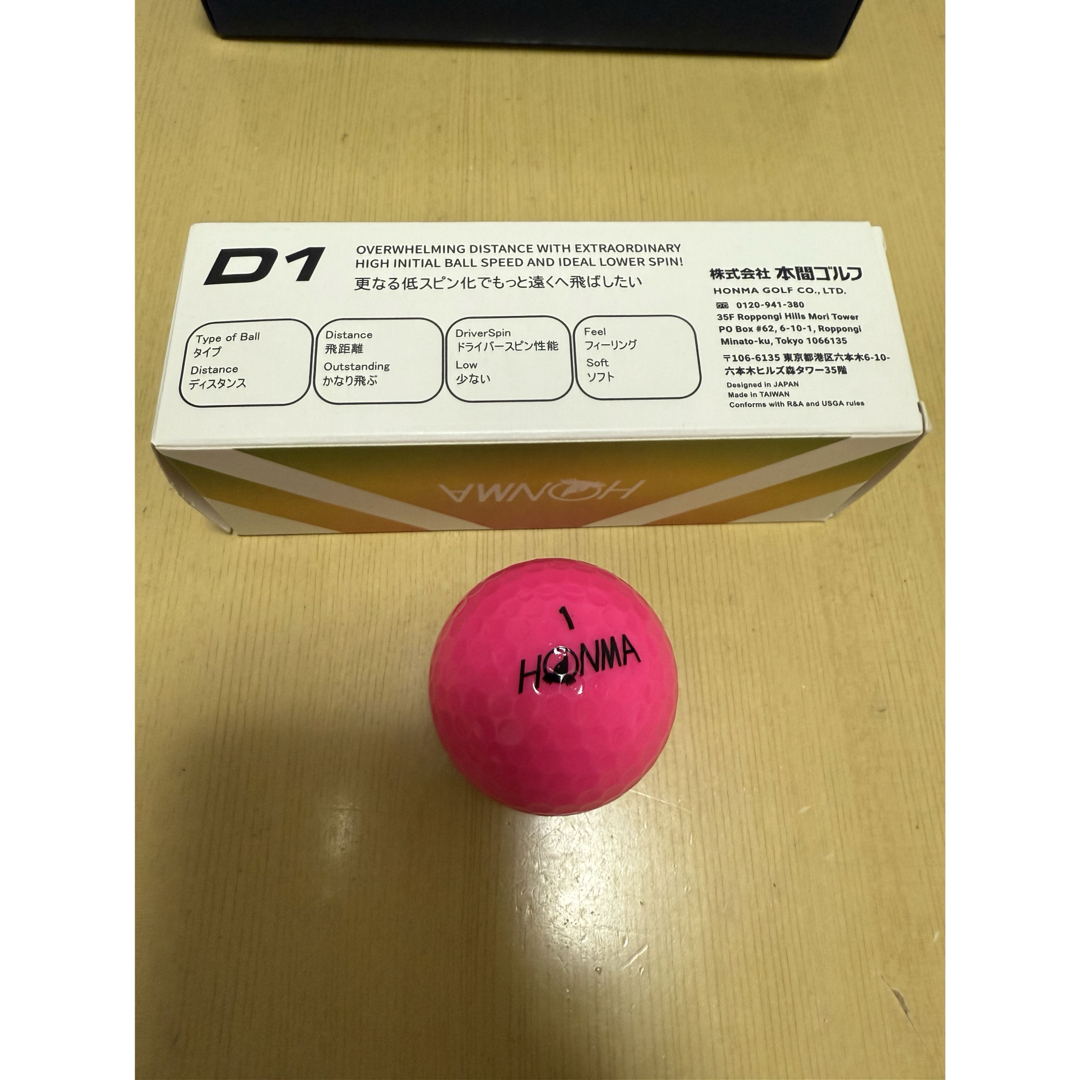 D1
OVERWHELMING DISTANCE WITH EXTRAORDINARY
HIGH INITIAL BALL SPEED AND IDEAL LOWER SPIN!
更なる低スピン化でもっと遠くへ飛ばしたい
Type of Ball
タイプ
Distance
ディスタンス
Distance
飛距離
Outstanding
かなり飛ぶ
DriverSpin
ドライバースピン性能
Low
少ない
Feel
フィーリング
Soft
ソフト
株式会社 本間ゴルフ
HONMA GOLF CO., LTD.
0120-941-380
35F Roppongi Hills Mori Tower
PO Box #62, 6-10-1, Roppongi
Minato-ku, Tokyo 1066135
〒106-6135 東京都港区六本木6-10-
六本木ヒルズ森タワー35階
Designed in JAPAN
Made in TAIWAN
Conforms with R&A and USGA rules
HONMA
1
HONMA